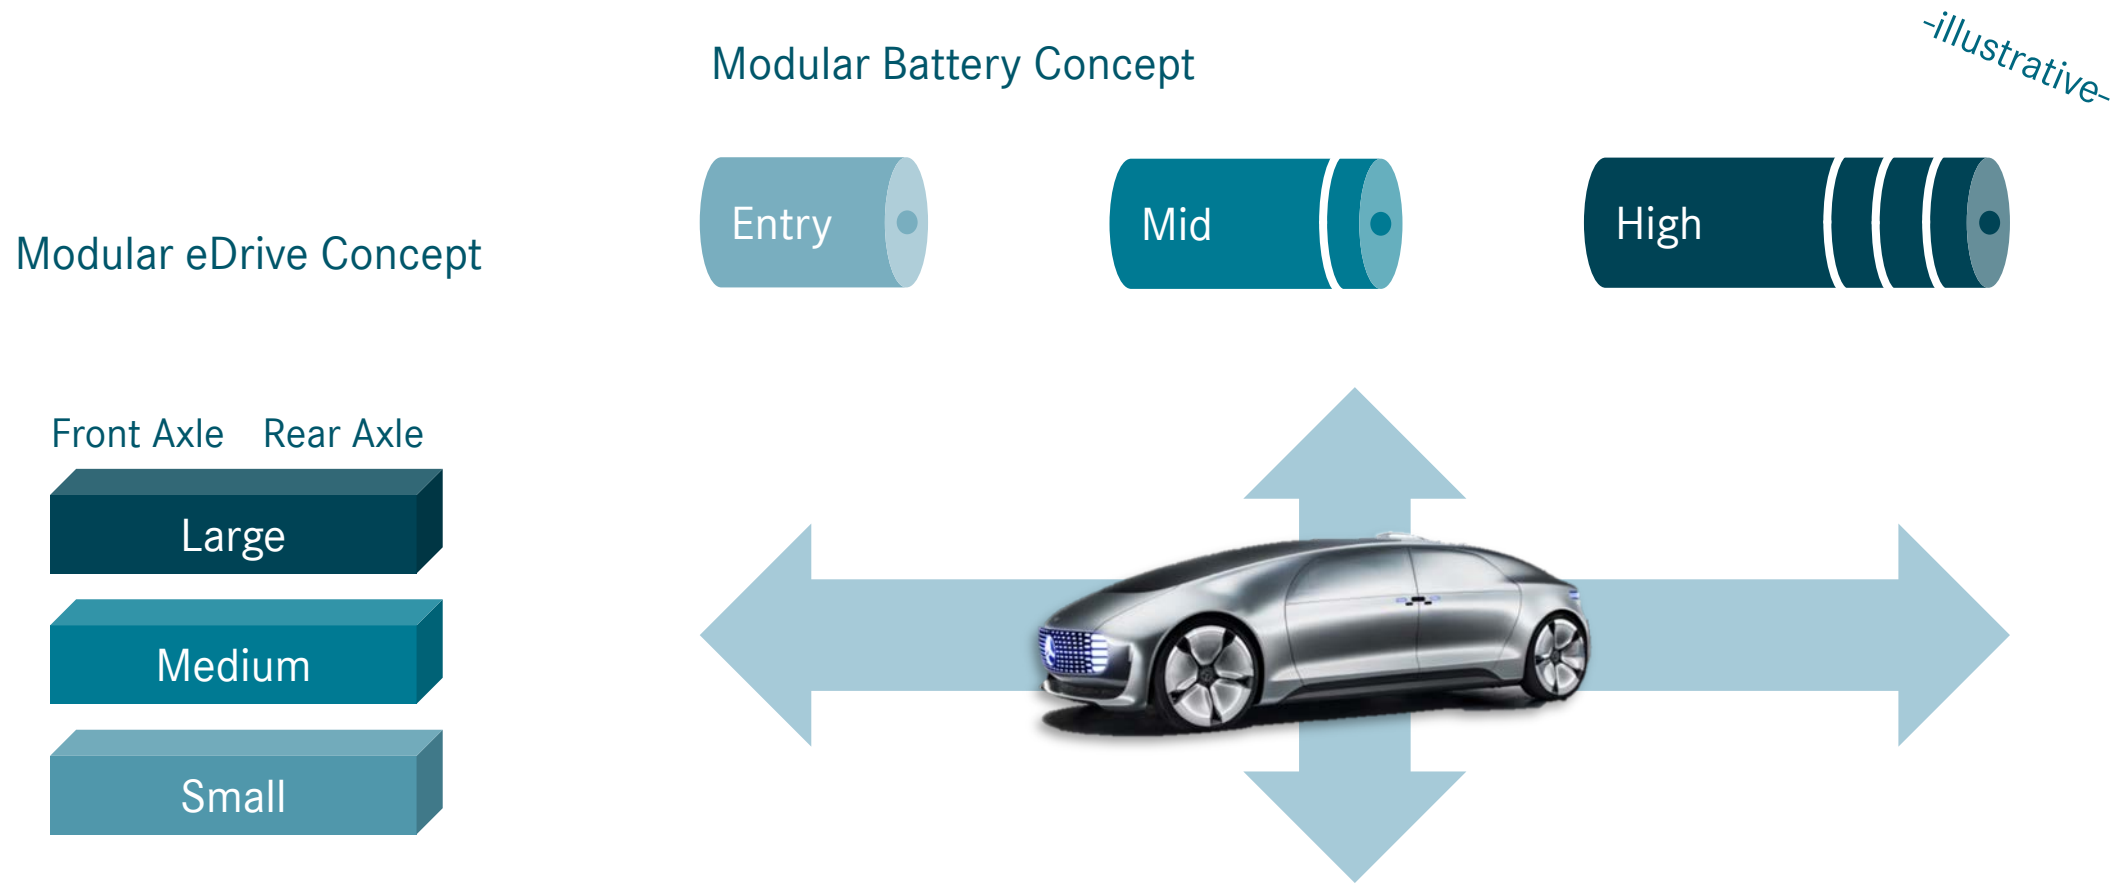 -illustrative-
Modular Battery Concept
Entry
Mid
High
Modular eDrive Concept
Front Axle Rear Axle
Large
Medium
Small